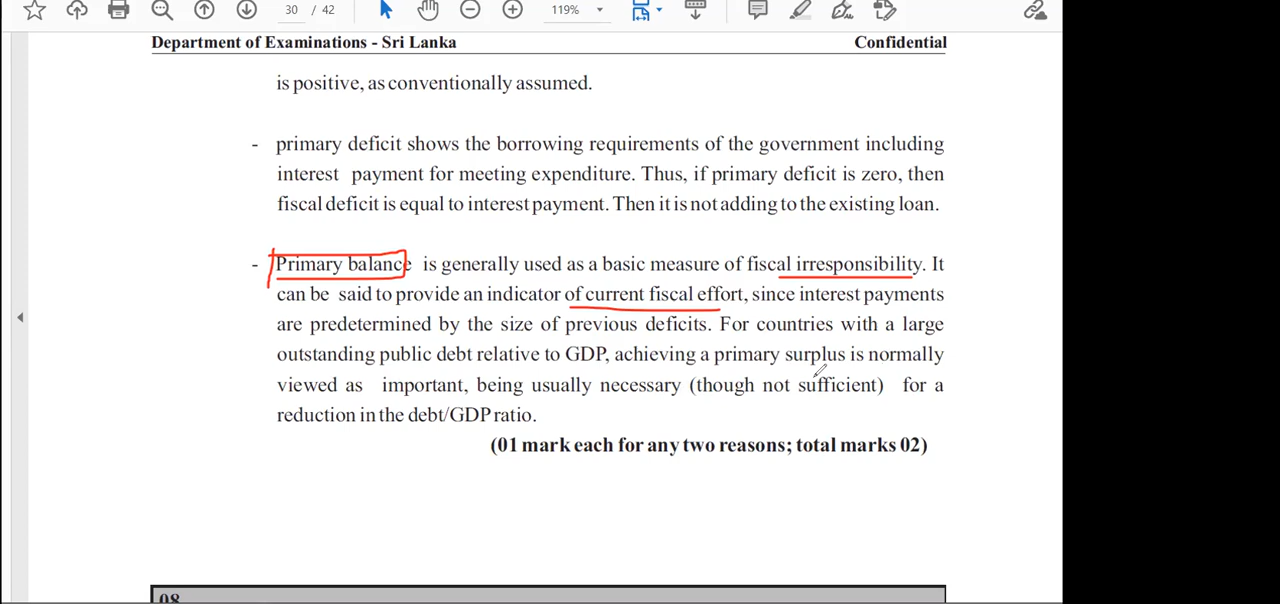 30 / 42
119%
Department of Examinations - Sri Lanka Confidential
is positive, as conventionally assumed.
- primary deficit shows the borrowing requirements of the government including
interest payment for meeting expenditure. Thus, if primary deficit is zero, then
fiscal deficit is equal to interest payment. Then it is not adding to the existing loan.
- Primary balance is generally used as a basic measure of fiscal irresponsibility. It
can be said to provide an indicator of current fiscal effort, since interest payments
are predetermined by the size of previous deficits. For countries with a large
outstanding public debt relative to GDP, achieving a primary surplus is normally
viewed as important, being usually necessary (though not sufficient) for a
reduction in the debt/GDP ratio.
(01 mark each for any two reasons; total marks 02)
08